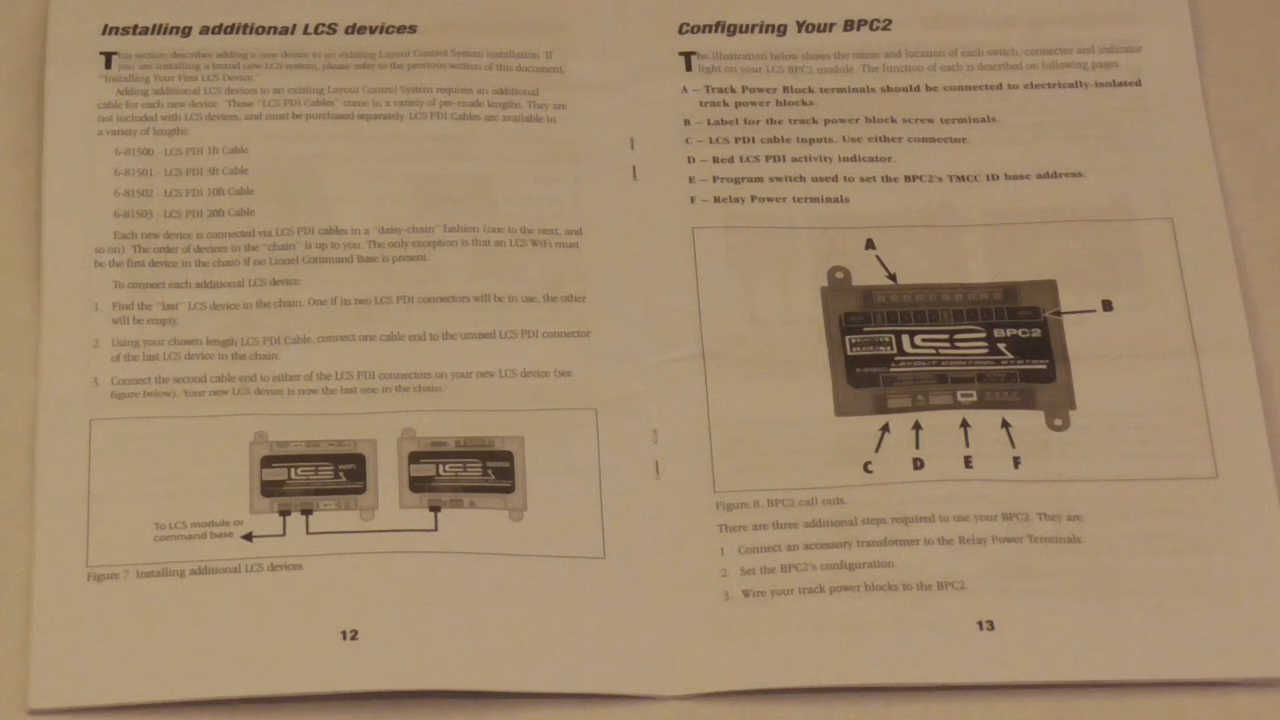 Installing additional LCS devices
This section describes adding a new device to an existing Layout Control System installation. If
you are installing a brand new LCS system, please refer to the previous section of this document,
"Installing Your First LCS Device."
Adding additional LCS devices to an existing Layout Control System requires an additional
cable for each new device. These "LCS PDI Cables" come in a variety of pre-made lengths. They are
not included with LCS devices, and must be purchased separately. LCS PDI Cables are available in
a variety of lengths:
6-81500 - LCS PDI 1ft Cable
6-81501 - LCS PDI 3ft Cable
6-81502 - LCS PDI 10ft Cable
6-81503 - LCS PDI 20ft Cable
Each new device is connected via LCS PDI cables in a "daisy-chain" fashion (one to the next, and
so on). The order of devices in the "chain" is up to you. The only exception is that an LCS WiFi must
be the first device in the chain if no Lionel Command Base is present.
To connect each additional LCS device:
1. Find the "last" LCS device in the chain. One if its two LCS PDI connectors will be in use, the other
will be empty.
2. Using your chosen length LCS PDI Cable, connect one cable end to the unused LCS PDI connector
of the last LCS device in the chain.
3. Connect the second cable end to either of the LCS PDI connectors on your new LCS device (see
figure below). Your new LCS device is now the last one in the chain.
LCS
LCS
To LCS module or
command base
Figure 7. Installing additional LCS devices
12
Configuring Your BPC2
The illustration below shows the name and location of each switch, connector and indicator
light on your LCS BPC2 module. The function of each is described on following pages.
A – Track Power Block terminals should be connected to electrically-isolated
track power blocks.
B – Label for the track power block screw terminals.
C – LCS PDI cable inputs. Use either connector.
D – Red LCS PDI activity indicator.
E – Program switch used to set the BPC2's TMCC ID base address.
F – Relay Power terminals
A
B
BPC2
LCS
LAYOUT CONTROL SYSTEM
C D E F
Figure 8. BPC2 call outs.
There are three additional steps required to use your BPC2. They are:
1. Connect an accessory transformer to the Relay Power Terminals.
2. Set the BPC2's configuration.
3. Wire your track power blocks to the BPC2.
13